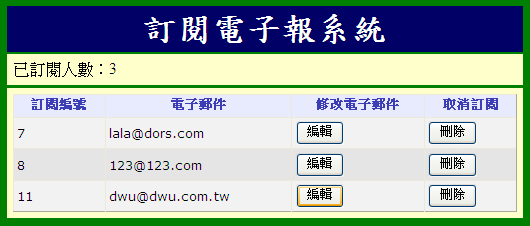 訂閱電子報系統
已訂閱人數：3
訂閱編號 電子郵件 修改電子郵件 取消訂閱
7 lala@dors.com 編輯 刪除
8 123@123.com 編輯 刪除
11 dwu@dwu.com.tw 編輯 刪除